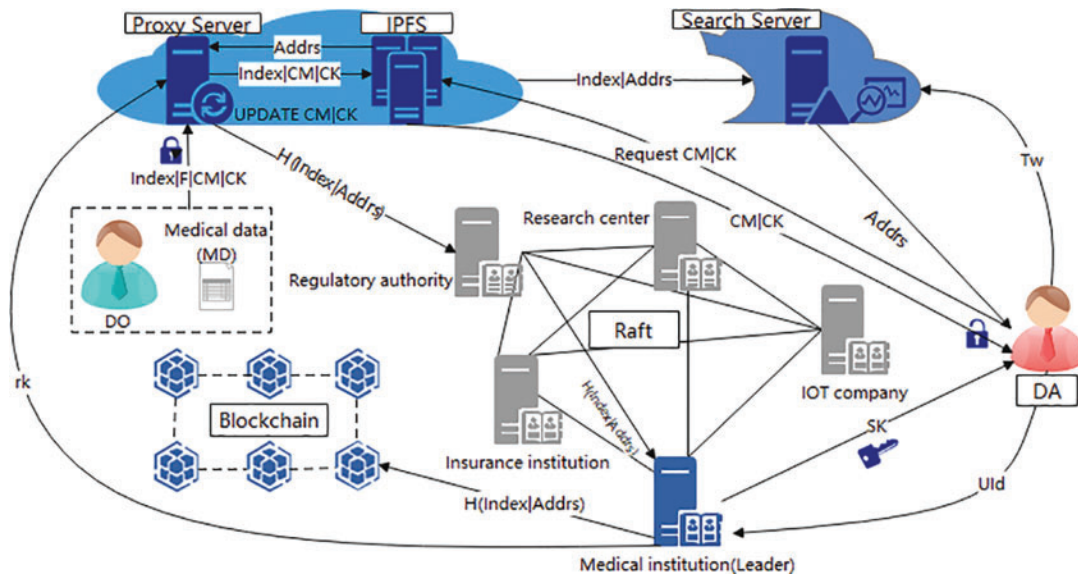 Proxy Server
IPFS
Search Server
Addrs
Index|CM|CK
Index|Addrs
UPDATE CM|CK
Request CM|CK
Tw
Index|F|CM|CK
H(Index|Addrs)
CM|CK
Addrs
Medical data
(MD)
Research center
Regulatory authority
DO
Raft
rk
IOT company
DA
Blockchain
H(Index|Addrs)
SK
Insurance institution
UId
H(Index|Addrs)
Medical institution(Leader)